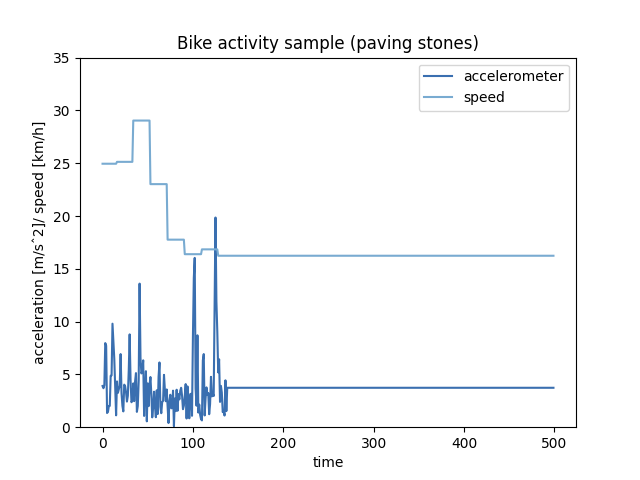 Bike activity sample (paving stones)
accelerometer
speed
35
30
25
20
15
10
5
0
acceleration [m/s^2]/ speed [km/h]
0 100 200 300 400 500
time